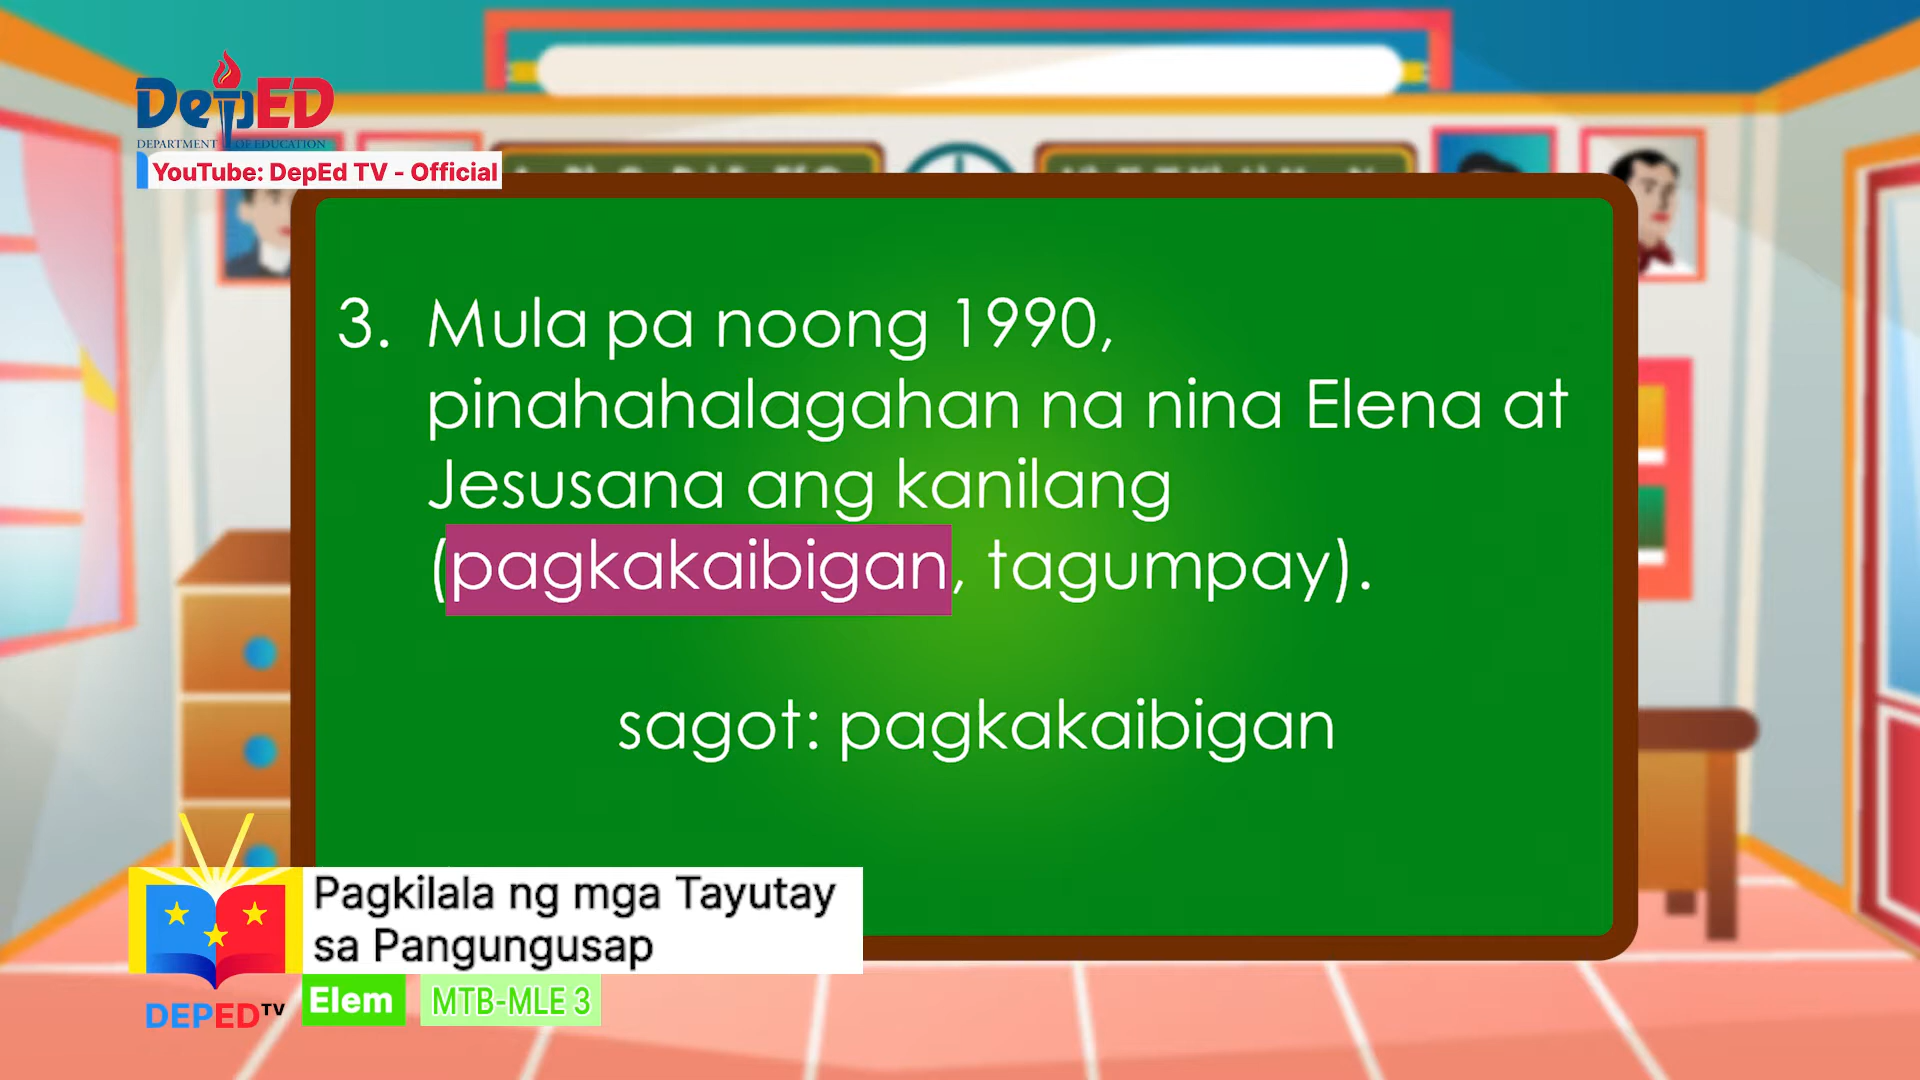 DepED
DEPARTMENT OF EDUCATION
YouTube: DepEd TV - Official
3. Mula pa noong 1990,
pinahahalagahan na nina Elena at
Jesusana ang kanilang
(pagkakaibigan, tagumpay).
sagot: pagkakaibigan
Pagkilala ng mga Tayutay
sa Pangungusap
DEPED TV
Elem MTB-MLE 3